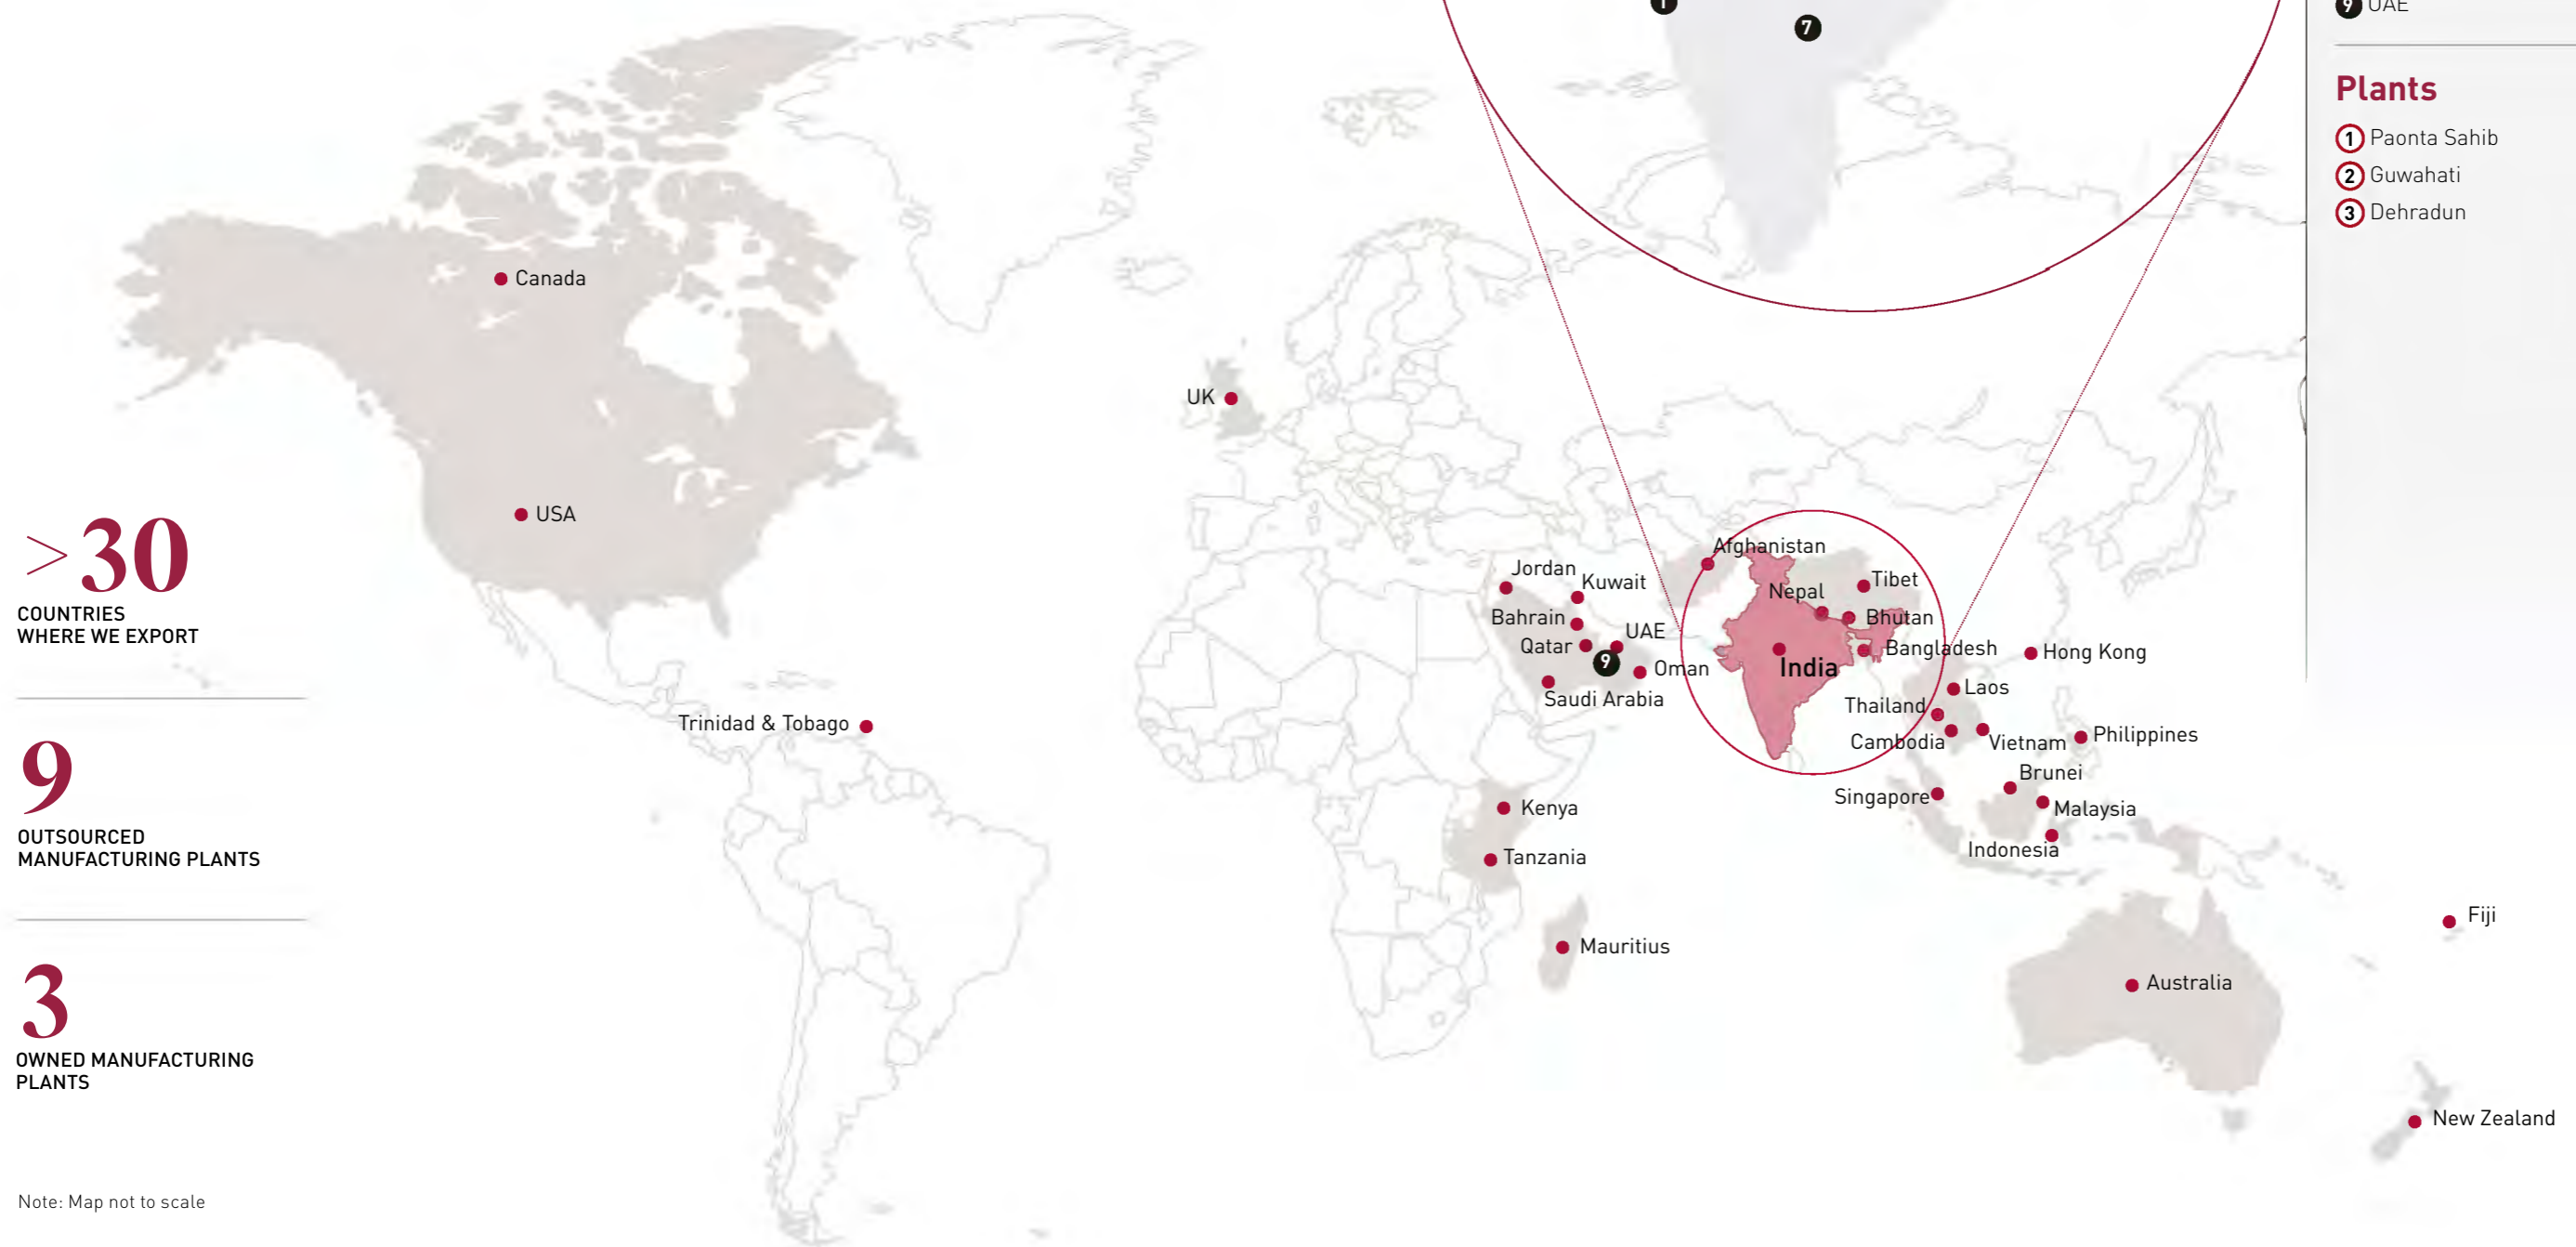 1
7
9 UAE
Plants
1 Paonta Sahib
2 Guwahati
3 Dehradun
Canada
UK
USA
>30
COUNTRIES
WHERE WE EXPORT
Afghanistan
Jordan
Kuwait
Tibet
Nepal
Bahrain
Bhutan
UAE
Qatar
Bangladesh
Hong Kong
9
Oman
India
Saudi Arabia
Laos
Thailand
Trinidad & Tobago
Cambodia
Vietnam
Philippines
9
OUTSOURCED
MANUFACTURING PLANTS
Brunei
Singapore
Malaysia
Kenya
Indonesia
Tanzania
Fiji
Mauritius
Australia
3
OWNED MANUFACTURING
PLANTS
New Zealand
Note: Map not to scale